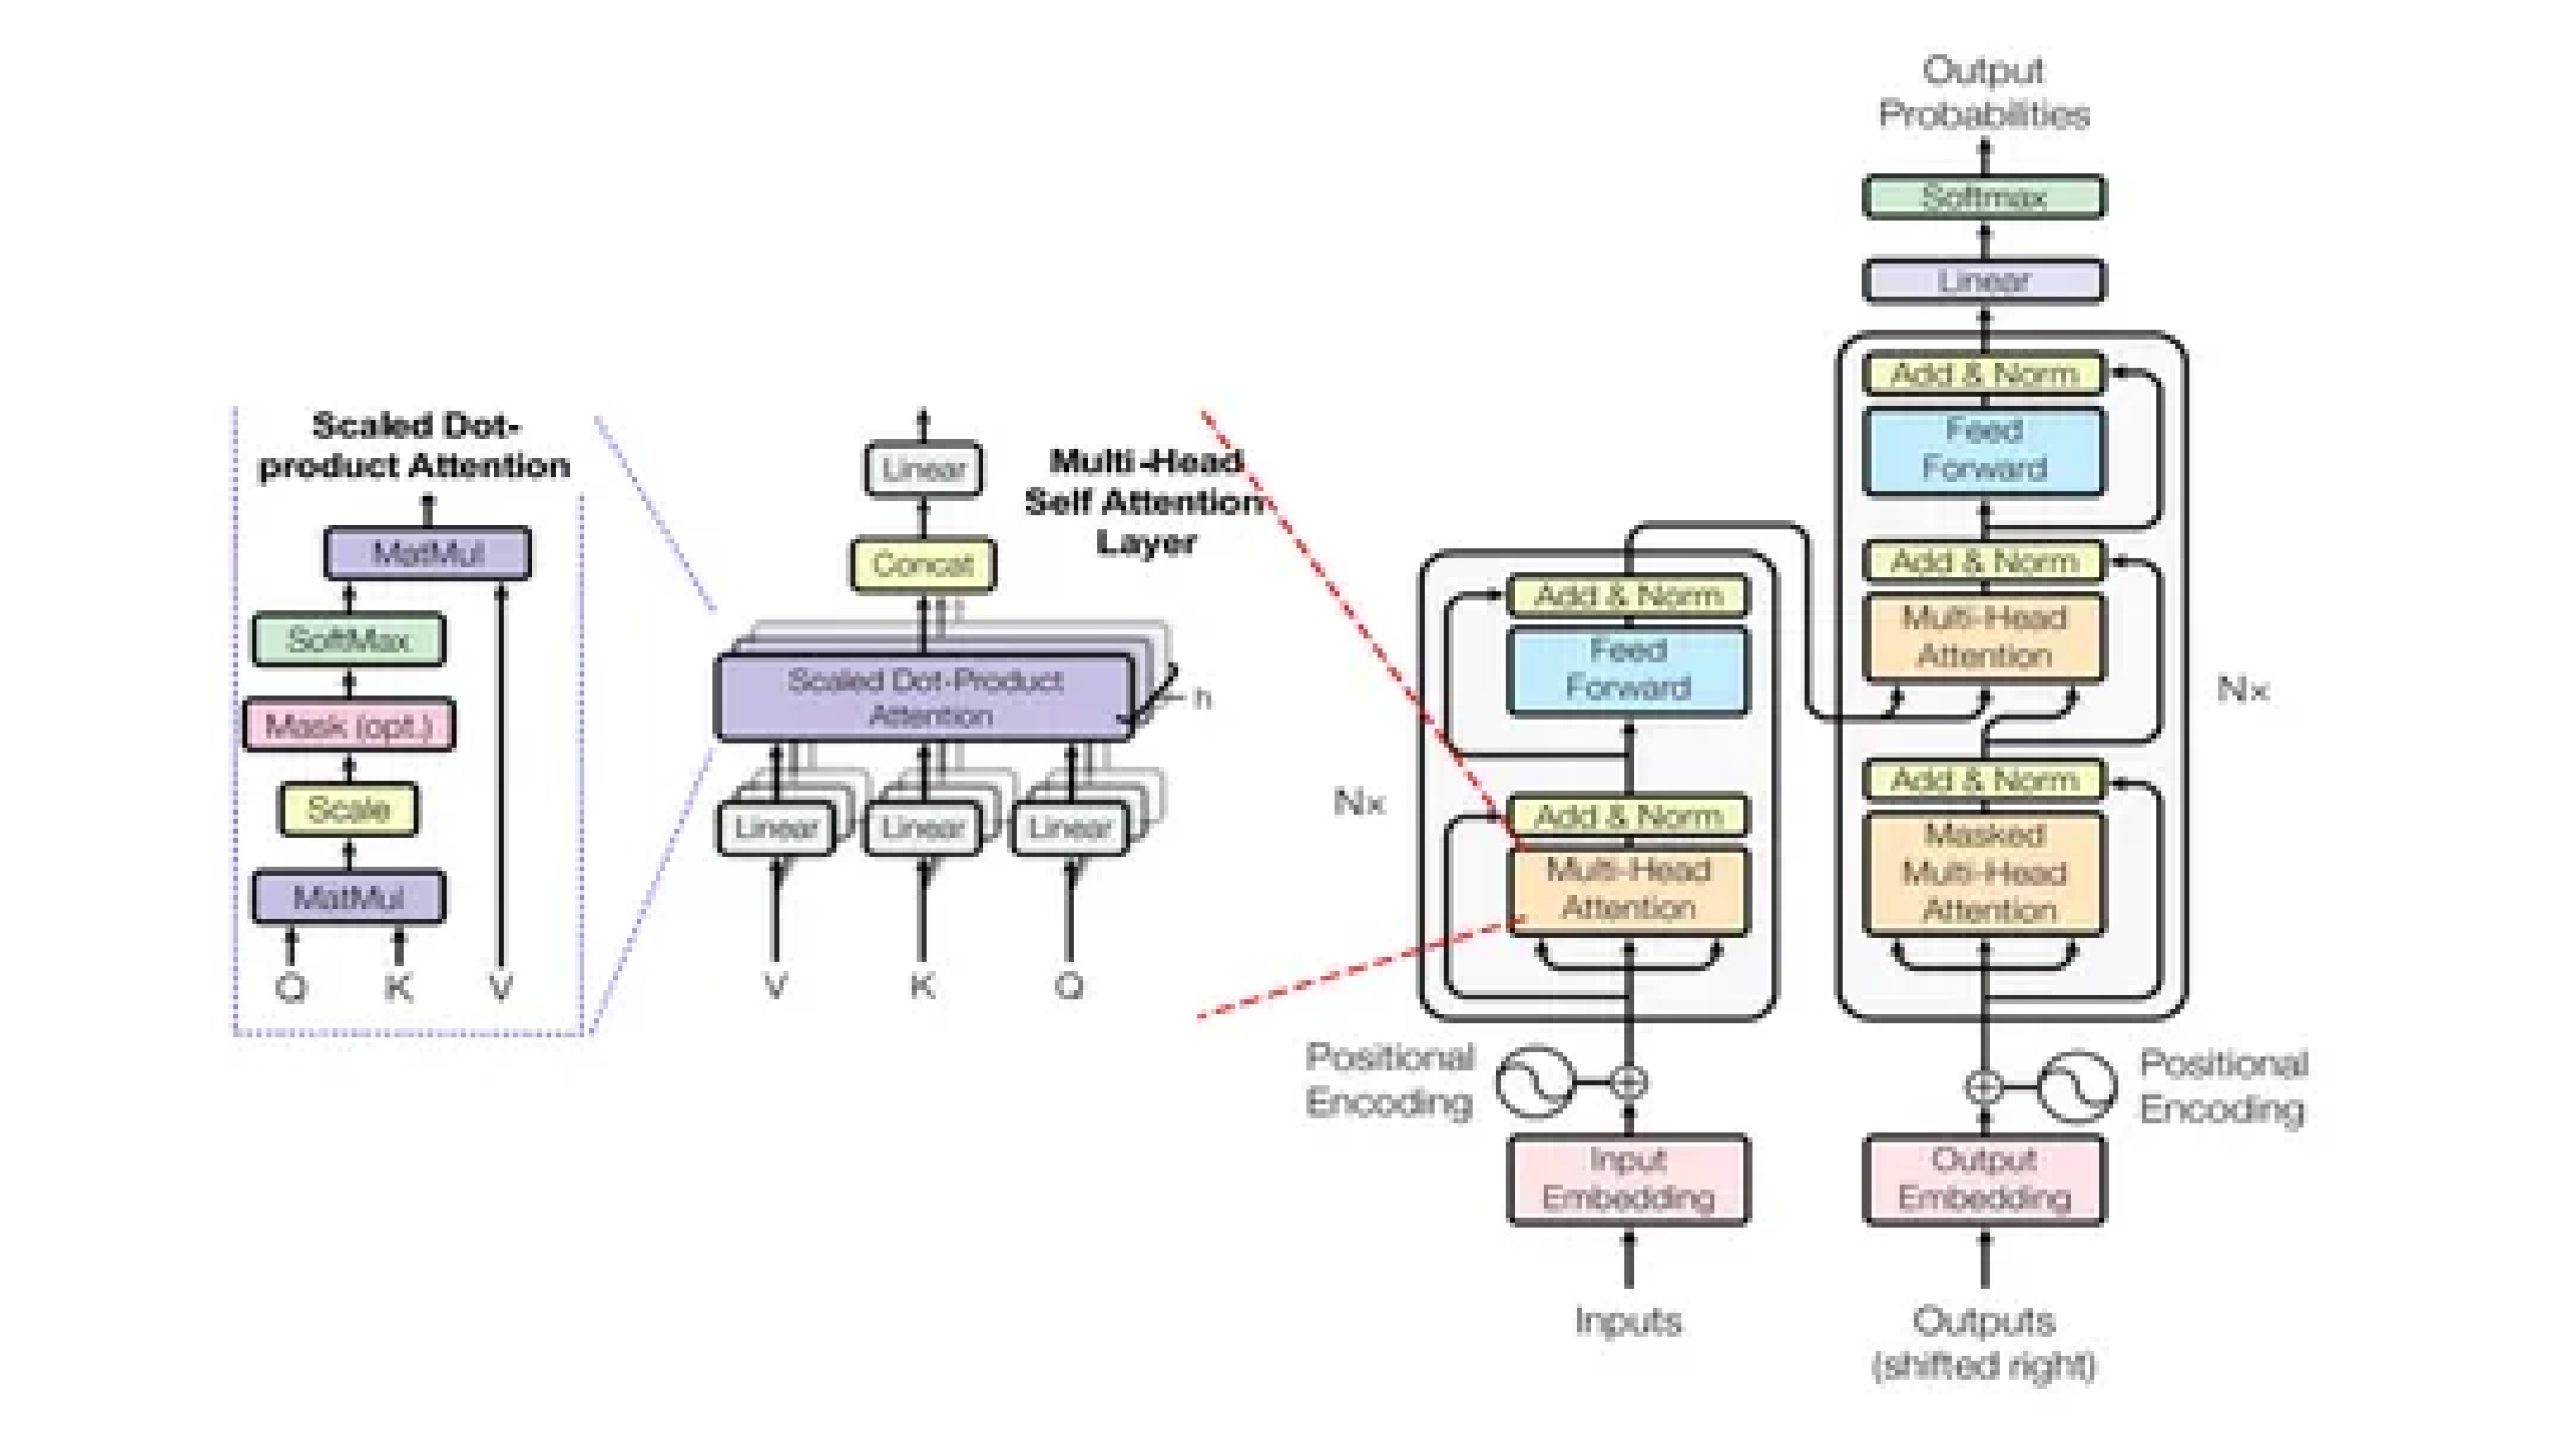 Scaled Dot-
product Attention
MatMul
SoftMax
Mask (opt.)
Scale
MatMul
Q K V
Linear
Multi-Head
Self Attention
Layer
Concat
Scaled Dot-Product
Attention
h
Linear Linear Linear
V K Q
Add & Norm
Feed
Forward
Nx
Add & Norm
Multi-Head
Attention
Positional
Encoding
Input
Embedding
Inputs
Output
Probabilities
Softmax
Linear
Add & Norm
Feed
Forward
Add & Norm
Multi-Head
Attention
Nx
Add & Norm
Masked
Multi-Head
Attention
Positional
Encoding
Output
Embedding
Outputs
(shifted right)